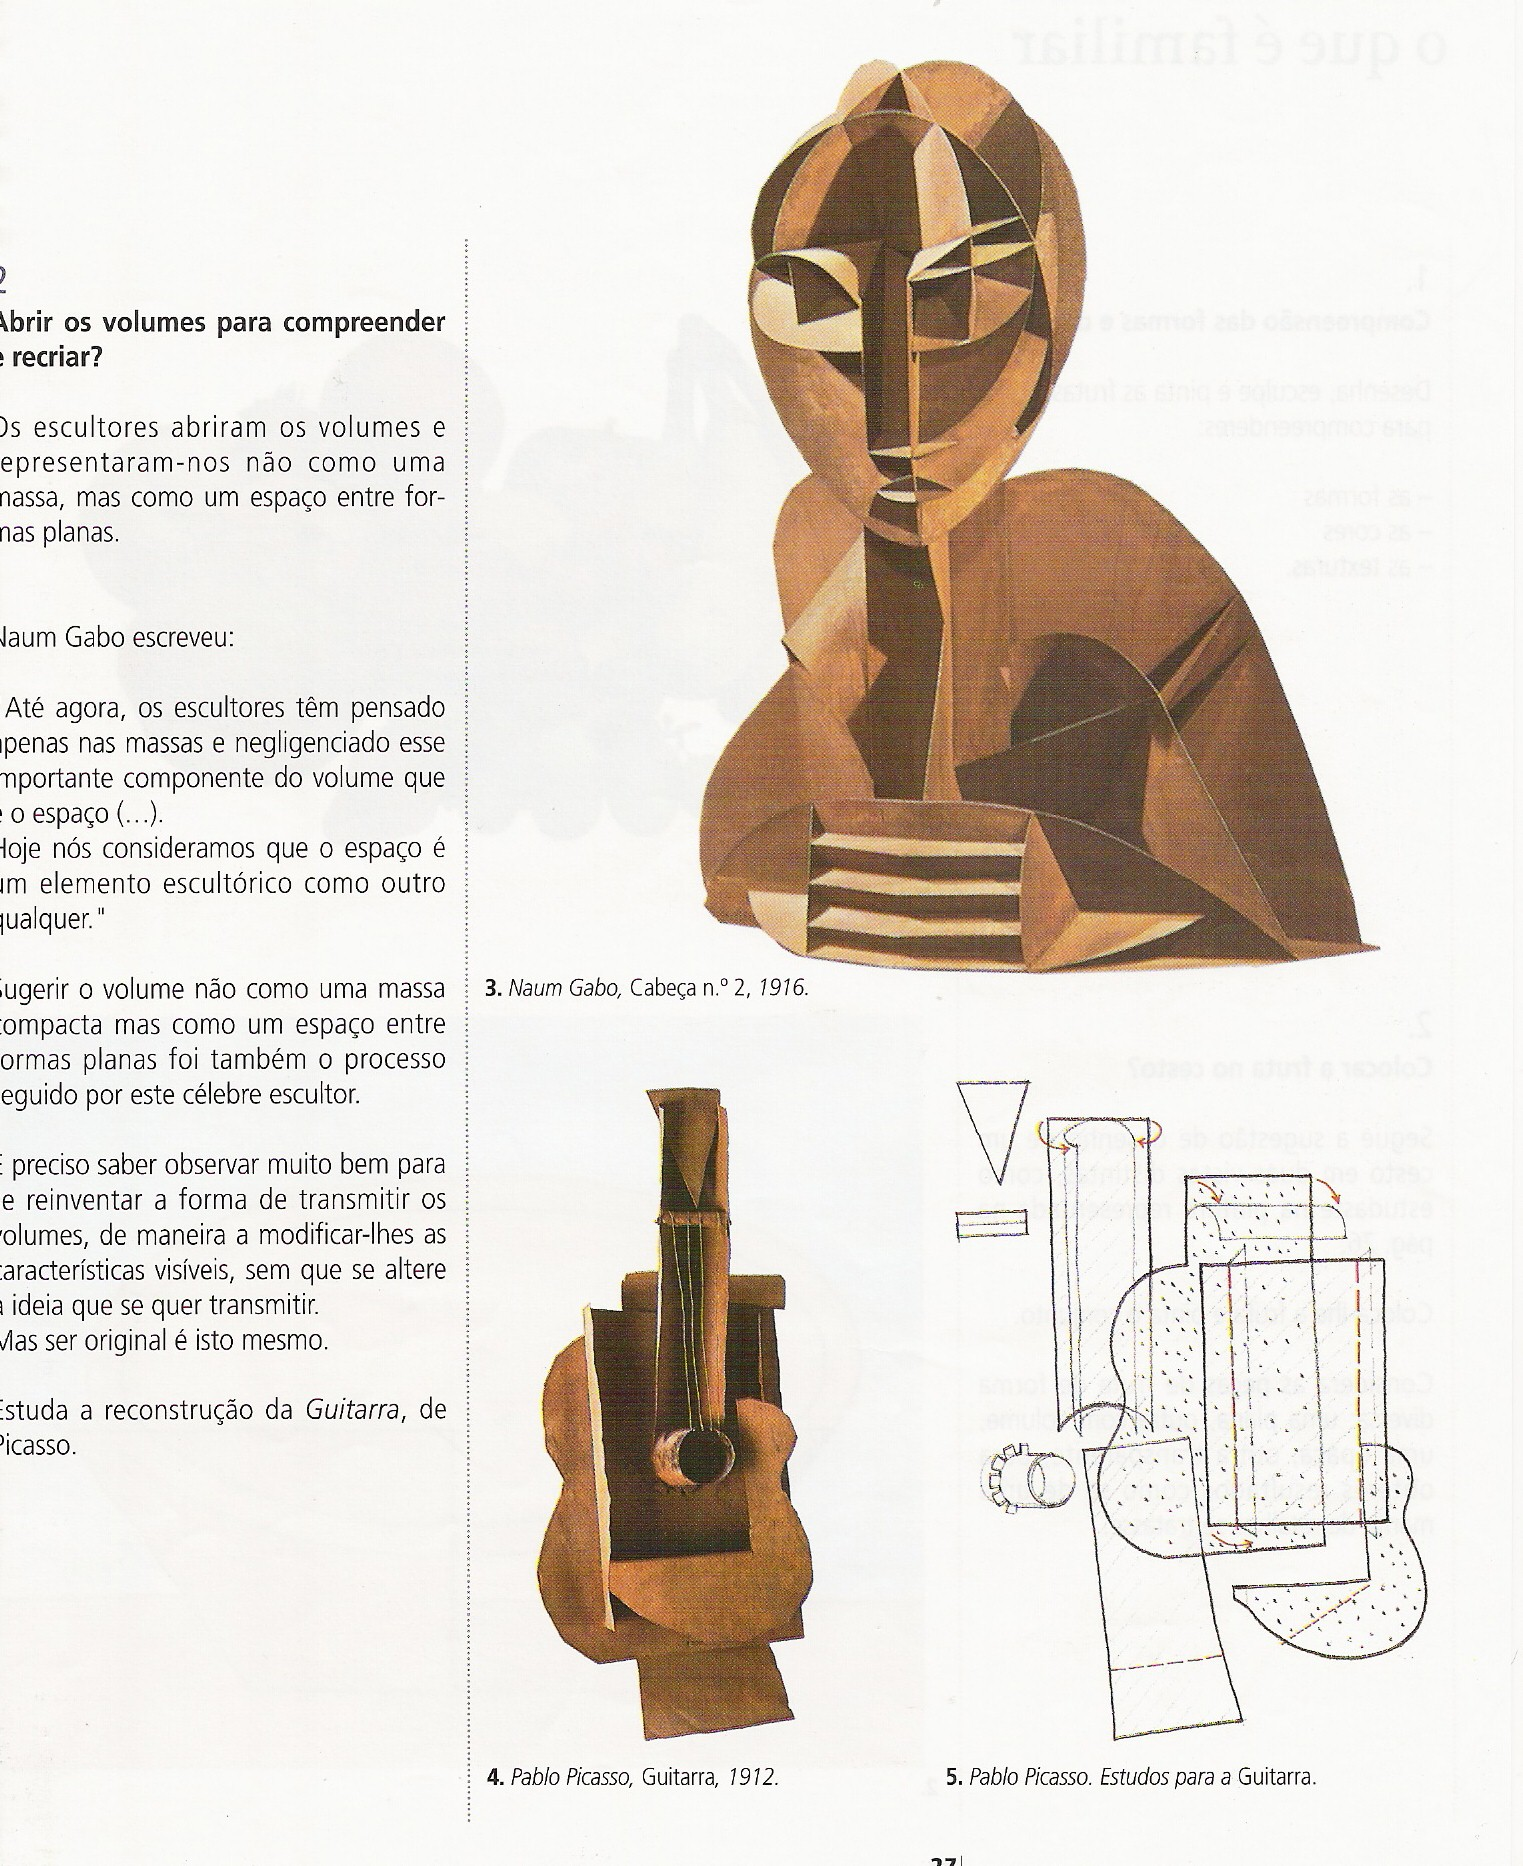 2
Abrir os volumes para compreender
e recriar?
Os escultores abriram os volumes e
representaram-nos não como uma
massa, mas como um espaço entre for-
mas planas.
Naum Gabo escreveu:
Até agora, os escultores têm pensado
apenas nas massas e negligenciado esse
importante componente do volume que
é o espaço (...).
Hoje nós consideramos que o espaço é
um elemento escultórico como outro
qualquer."
Sugerir o volume não como uma massa
compacta mas como um espaço entre
formas planas foi também o processo
seguido por este célebre escultor.
É preciso saber observar muito bem para
se reinventar a forma de transmitir os
volumes, de maneira a modificar-lhes as
características visíveis, sem que se altere
a ideia que se quer transmitir.
Mas ser original é isto mesmo.
Estuda a reconstrução da Guitarra, de
Picasso.
3. Naum Gabo, Cabeça n.º 2, 1916.
4. Pablo Picasso, Guitarra, 1912.
5. Pablo Picasso. Estudos para a Guitarra.
27